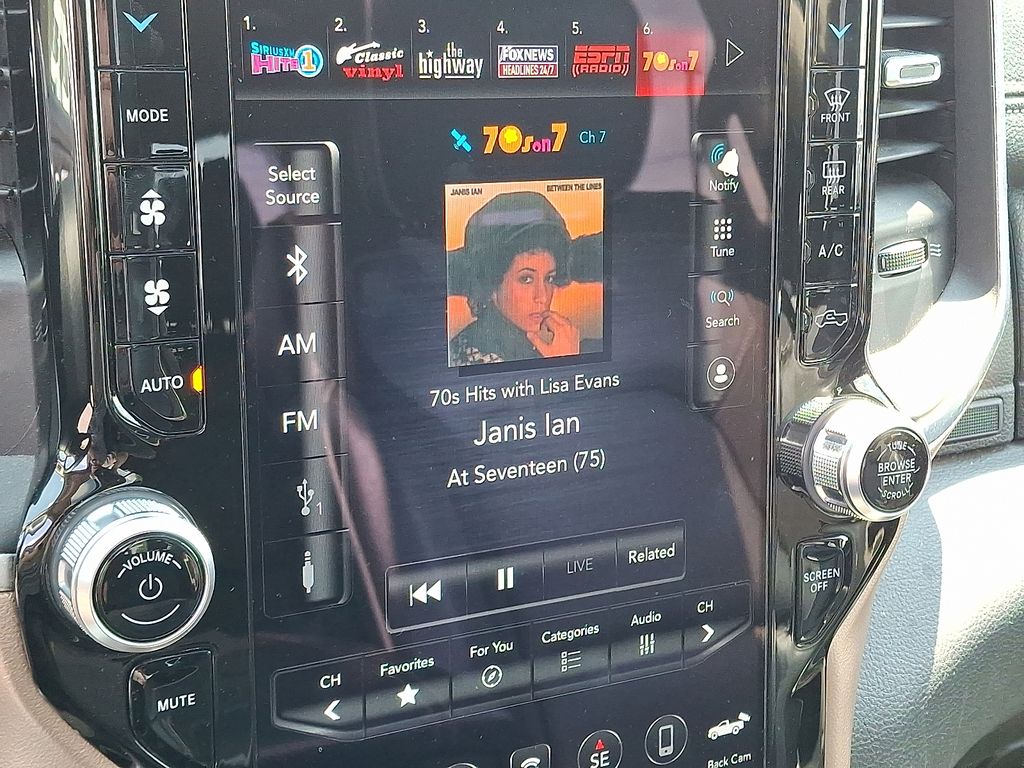 1.
SIRIUSXM
HITS 1
2.
Classic
vinyl
3.
the
highway
4.
FOX NEWS
HEADLINES 24/7
5.
ESPN
(RADIO)
6.
70s on 7
MODE
FRONT
70s on 7
Ch 7
Select
Source
Notify
REAR
JANIS IAN
BETWEEN THE LINES
Tune
A/C
AM
Search
AUTO
70s Hits with Lisa Evans
FM
Janis Ian
At Seventeen (75)
TUNE
BROWSE
ENTER
SCROLL
1
VOLUME
LIVE
Related
SCREEN
OFF
CH
Favorites
For You
Categories
Audio
CH
MUTE
SE
Back Cam